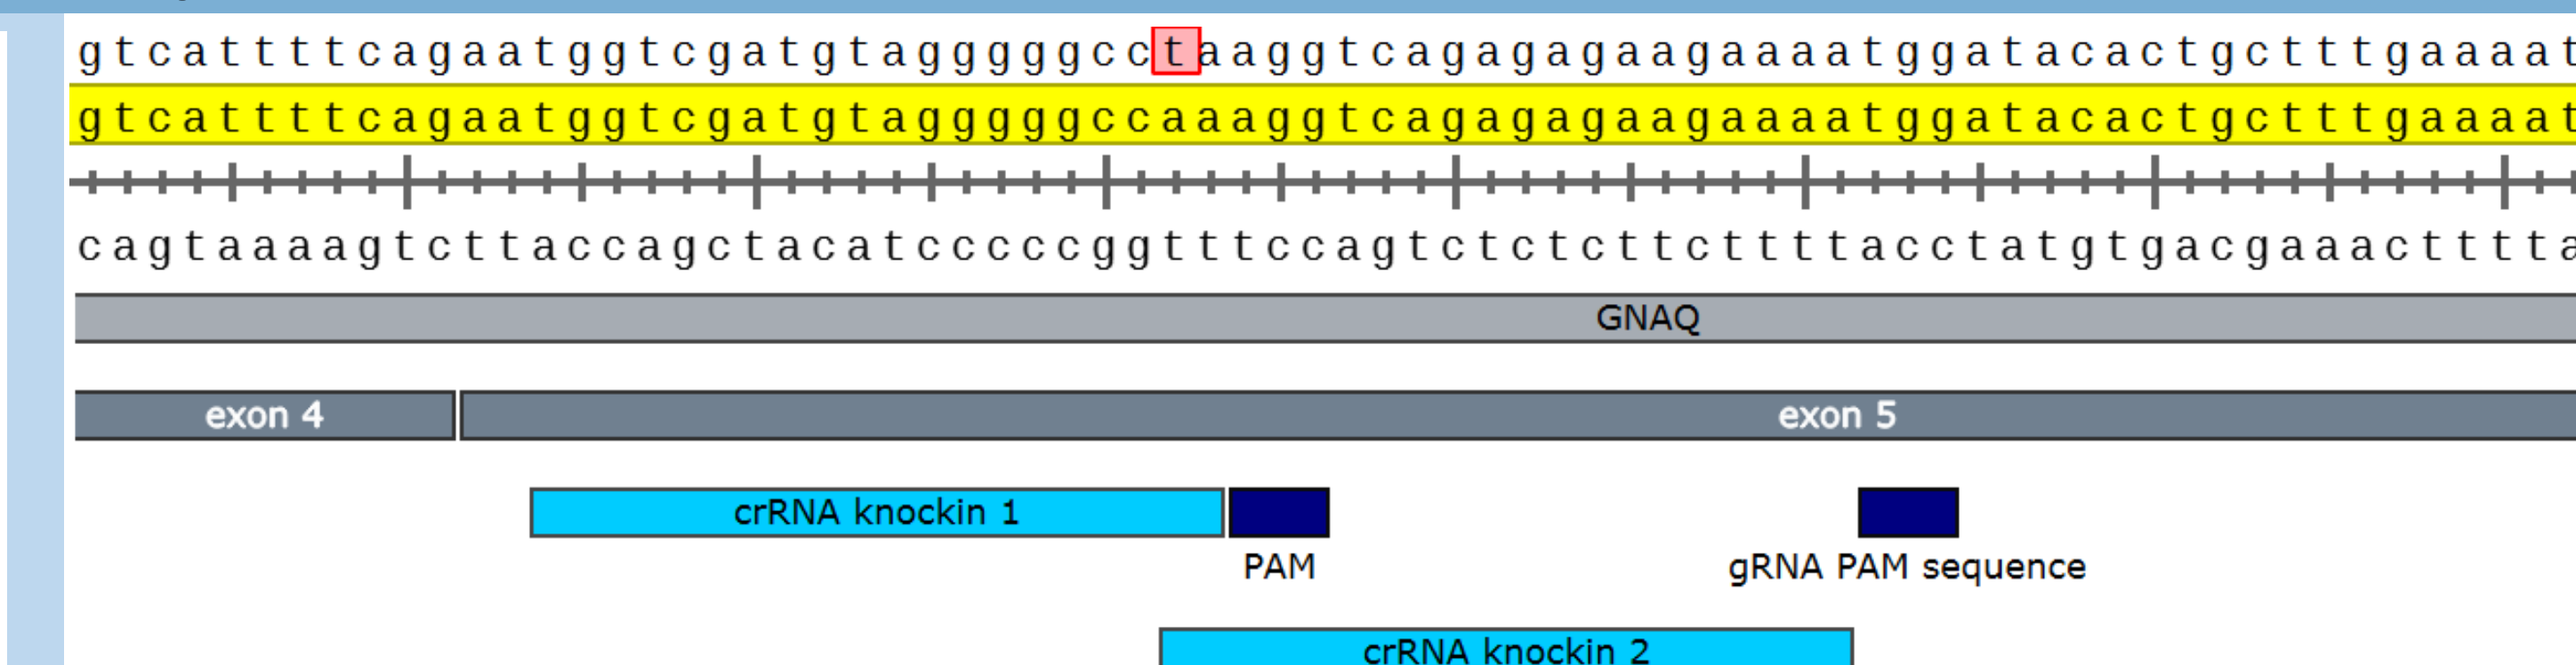 gtcattttcagaatggtcgatgtagggggcctaaggtcagagagaagaaaatggatacactgctttgaaaat
gtcattttcagaatggtcgatgtagggggccaaaggtcagagagaagaaaatggatacactgctttgaaaat
cagtaaaagtcttaccagctacatcccccggtttccagtctctcttcttttacctatgtgacgaaactttta
GNAQ
exon 4 exon 5
crRNA knockin 1
PAM gRNA PAM sequence
crRNA knockin 2